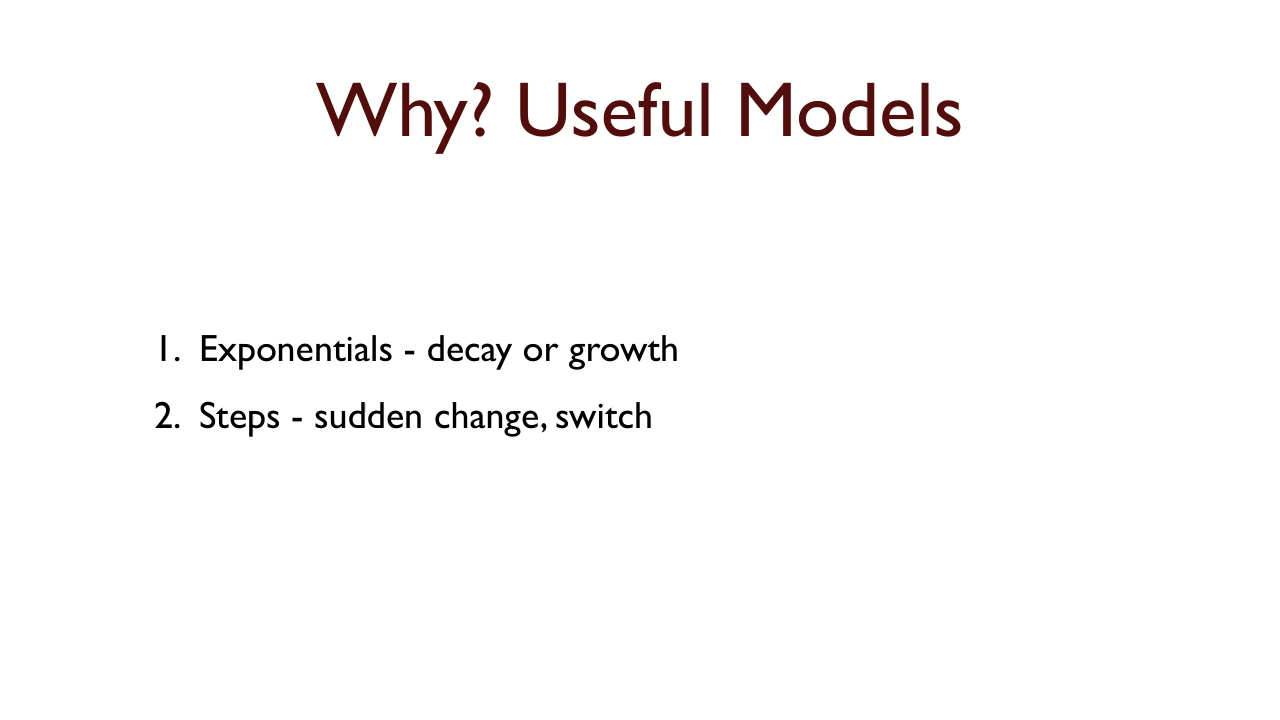 Why? Useful Models
1. Exponentials - decay or growth
2. Steps - sudden change, switch